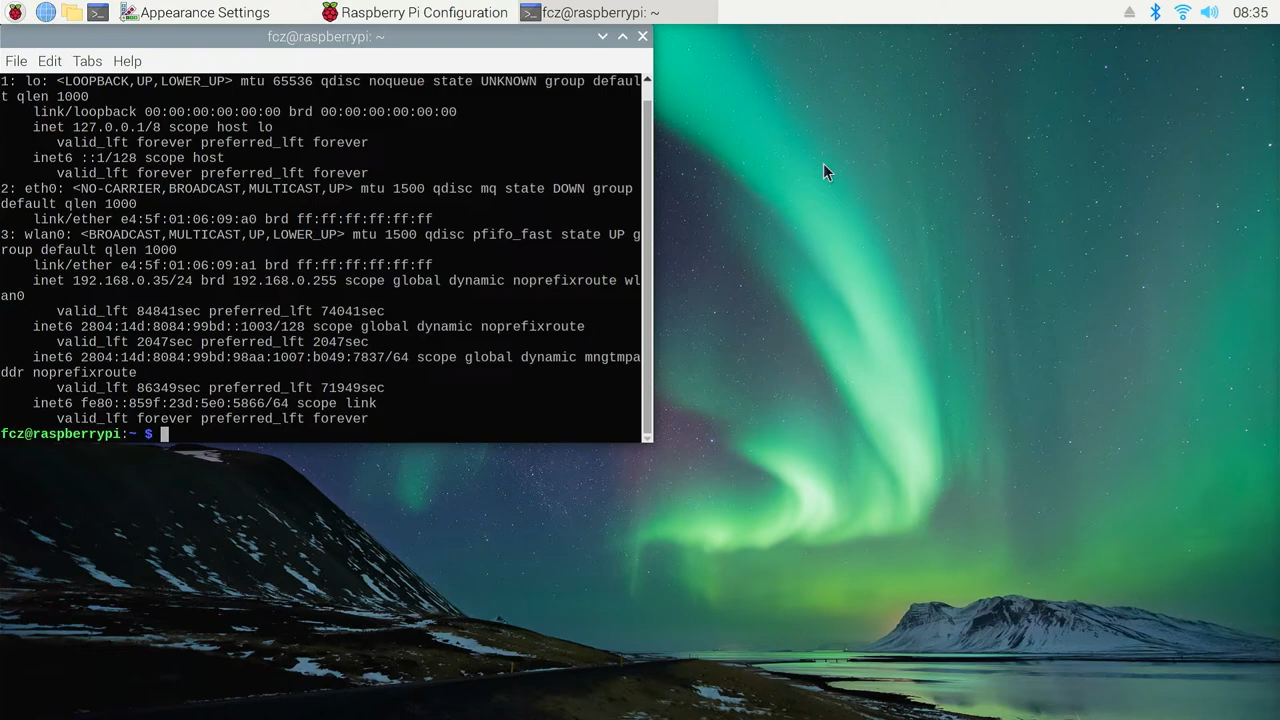 Appearance Settings
Raspberry Pi Configuration
fcz@raspberrypi: ~
08:35
fcz@raspberrypi: ~
File Edit Tabs Help
1: lo: <LOOPBACK,UP,LOWER_UP> mtu 65536 qdisc noqueue state UNKNOWN group defaul
t qlen 1000
link/loopback 00:00:00:00:00:00 brd 00:00:00:00:00:00
inet 127.0.0.1/8 scope host lo
valid_lft forever preferred_lft forever
inet6 ::1/128 scope host
valid_lft forever preferred_lft forever
2: eth0: <NO-CARRIER,BROADCAST,MULTICAST,UP> mtu 1500 qdisc mq state DOWN group
default qlen 1000
link/ether e4:5f:01:06:09:a0 brd ff:ff:ff:ff:ff:ff
3: wlan0: <BROADCAST,MULTICAST,UP,LOWER_UP> mtu 1500 qdisc pfifo_fast state UP g
roup default qlen 1000
link/ether e4:5f:01:06:09:a1 brd ff:ff:ff:ff:ff:ff
inet 192.168.0.35/24 brd 192.168.0.255 scope global dynamic noprefixroute wl
an0
valid_lft 84841sec preferred_lft 74041sec
inet6 2804:14d:8084:99bd::1003/128 scope global dynamic noprefixroute
valid_lft 2047sec preferred_lft 2047sec
inet6 2804:14d:8084:99bd:98aa:1007:b049:7837/64 scope global dynamic mngtmpa
ddr noprefixroute
valid_lft 86349sec preferred_lft 71949sec
inet6 fe80::859f:23d:5e0:5866/64 scope link
valid_lft forever preferred_lft forever
fcz@raspberrypi:~ $